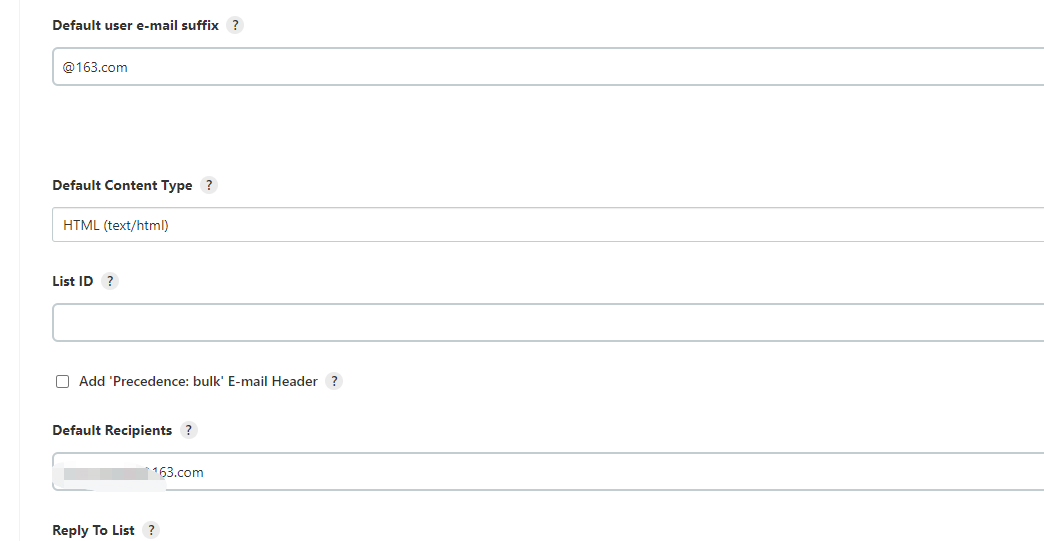 Default user e-mail suffix ?
@163.com
Default Content Type ?
HTML (text/html)
List ID ?
Add 'Precedence: bulk' E-mail Header ?
Default Recipients ?
163.com
Reply To List ?